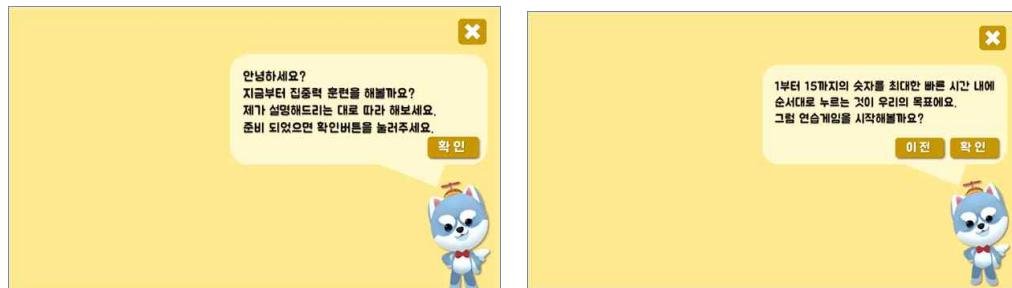 안녕하세요?
지금부터 집중력 훈련을 해볼까요?
제가 설명해드리는 대로 따라 해보세요.
준비 되었으면 확인버튼을 눌러주세요.
확인
1부터 15까지의 숫자를 최대한 빠른 시간 내에
순서대로 누르는 것이 우리의 목표에요.
그럼 연습게임을 시작해볼까요?
이전 확인